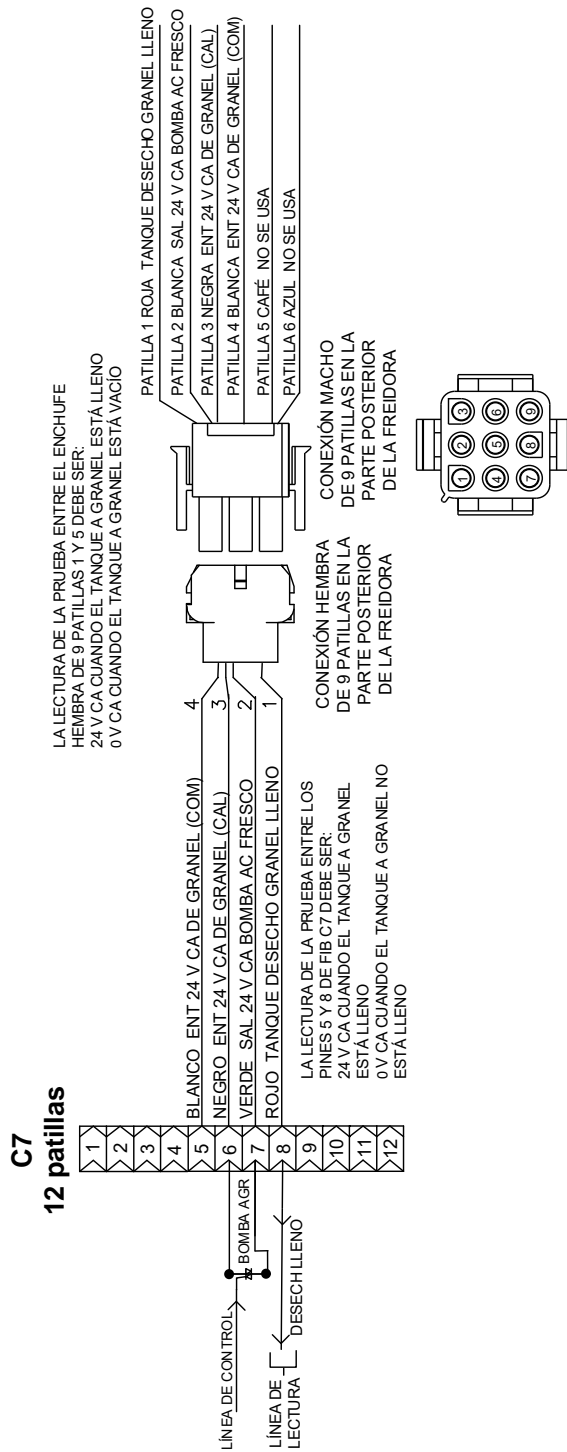 C7
12 patillas
LA LECTURA DE LA PRUEBA ENTRE EL ENCHUFE
HEMBRA DE 9 PATILLAS 1 Y 5 DEBE SER:
24 V CA CUANDO EL TANQUE A GRANEL ESTÁ LLENO
0 V CA CUANDO EL TANQUE A GRANEL ESTÁ VACÍO
PATILLA 1 ROJA TANQUE DESECHO GRANEL LLENO
PATILLA 2 BLANCA SAL 24 V CA BOMBA AC FRESCO
PATILLA 3 NEGRA ENT 24 V CA DE GRANEL (CAL)
PATILLA 4 BLANCA ENT 24 V CA DE GRANEL (COM)
PATILLA 5 CAFÉ NO SE USA
PATILLA 6 AZUL NO SE USA
1
2
3
4
5
6
7
8
9
10
11
12
BLANCO ENT 24 V CA DE GRANEL (COM)
NEGRO ENT 24 V CA DE GRANEL (CAL)
VERDE SAL 24 V CA BOMBA AC FRESCO
ROJO TANQUE DESECHO GRANEL LLENO
4
3
2
1
LÍNEA DE CONTROL
BOMBA AGR
LÍNEA DE
LECTURA
DESECH LLENO
LA LECTURA DE LA PRUEBA ENTRE LOS
PINES 5 Y 8 DE FIB C7 DEBE SER:
24 V CA CUANDO EL TANQUE A GRANEL
ESTÁ LLENO
0 V CA CUANDO EL TANQUE A GRANEL NO
ESTÁ LLENO
CONEXIÓN HEMBRA
DE 9 PATILLAS EN LA
PARTE POSTERIOR
DE LA FREIDORA
CONEXIÓN MACHO
DE 9 PATILLAS EN LA
PARTE POSTERIOR
DE LA FREIDORA
1 2 3
4 5 6
7 8 9